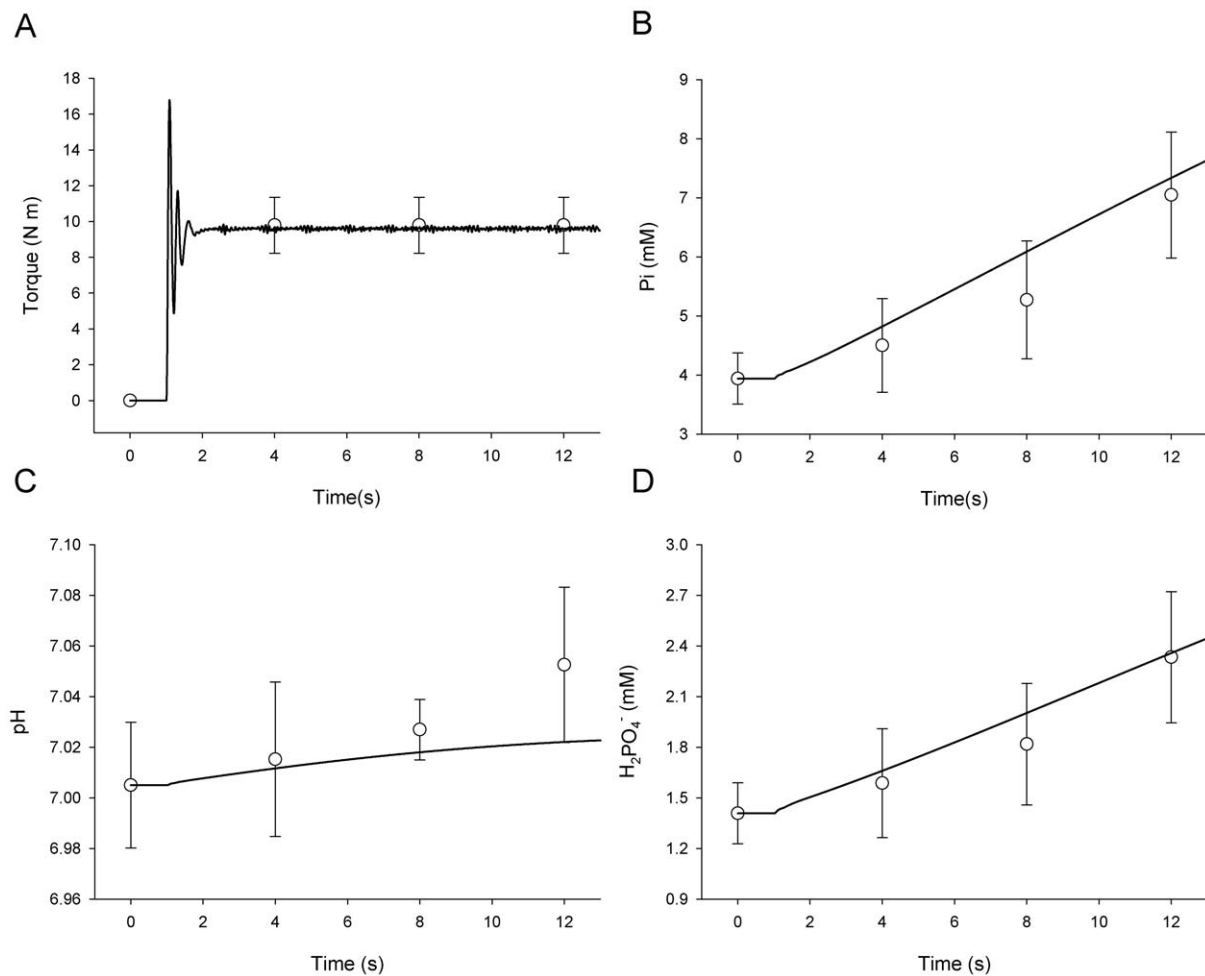 A
B
Torque (N m)
18
16
14
12
10
8
6
4
2
0
0 2 4 6 8 10 12
Time(s)
Pi (mM)
9
8
7
6
5
4
3
0 2 4 6 8 10 12
Time(s)
C
D
pH
7.10
7.08
7.06
7.04
7.02
7.00
6.98
6.96
0 2 4 6 8 10 12
Time (s)
H₂PO₄⁻ (mM)
3.0
2.7
2.4
2.1
1.8
1.5
1.2
0.9
0 2 4 6 8 10 12
Time (s)